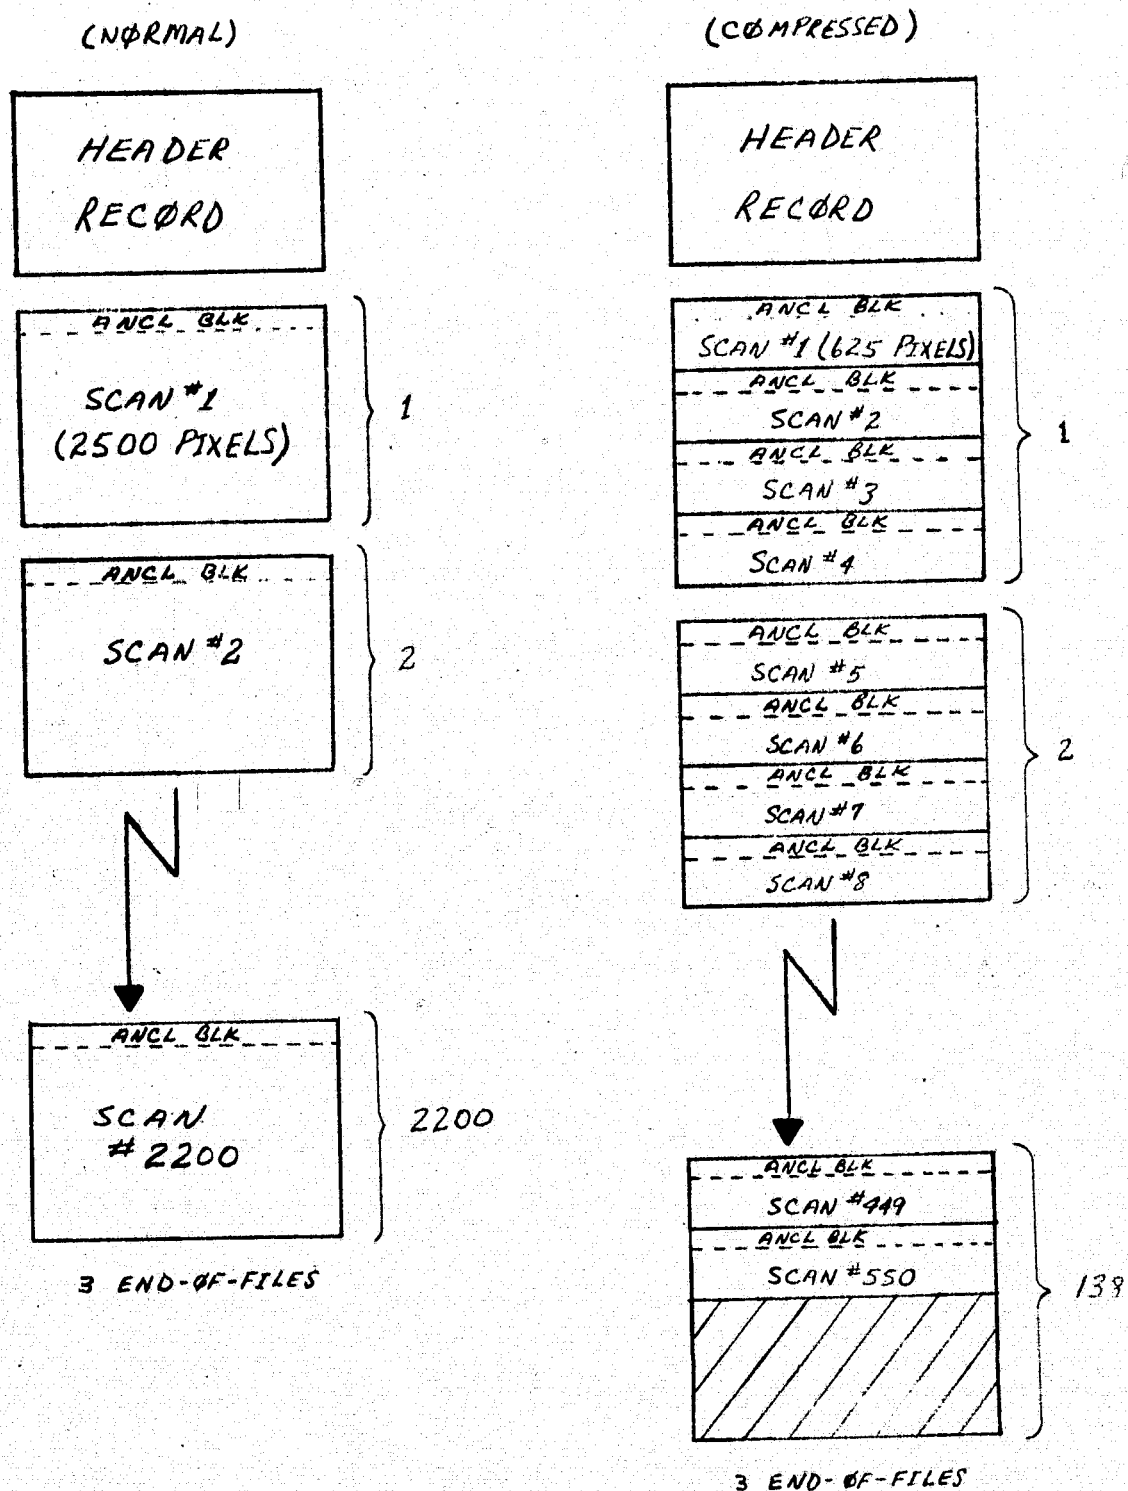 (NØRMAL)
HEADER
RECØRD
ANCL BLK
SCAN #1
(2500 PIXELS)
1
ANCL BLK
SCAN #2
2
ANCL BLK
SCAN
#2200
2200
3 END-ØF-FILES
(CØMPRESSED)
HEADER
RECØRD
ANCL BLK
SCAN #1 (625 PIXELS)
ANCL BLK
SCAN #2
ANCL BLK
SCAN #3
ANCL BLK
SCAN #4
1
ANCL BLK
SCAN #5
ANCL BLK
SCAN #6
ANCL BLK
SCAN #7
ANCL BLK
SCAN #8
2
ANCL BLK
SCAN #449
ANCL BLK
SCAN #550
138
3 END-ØF-FILES